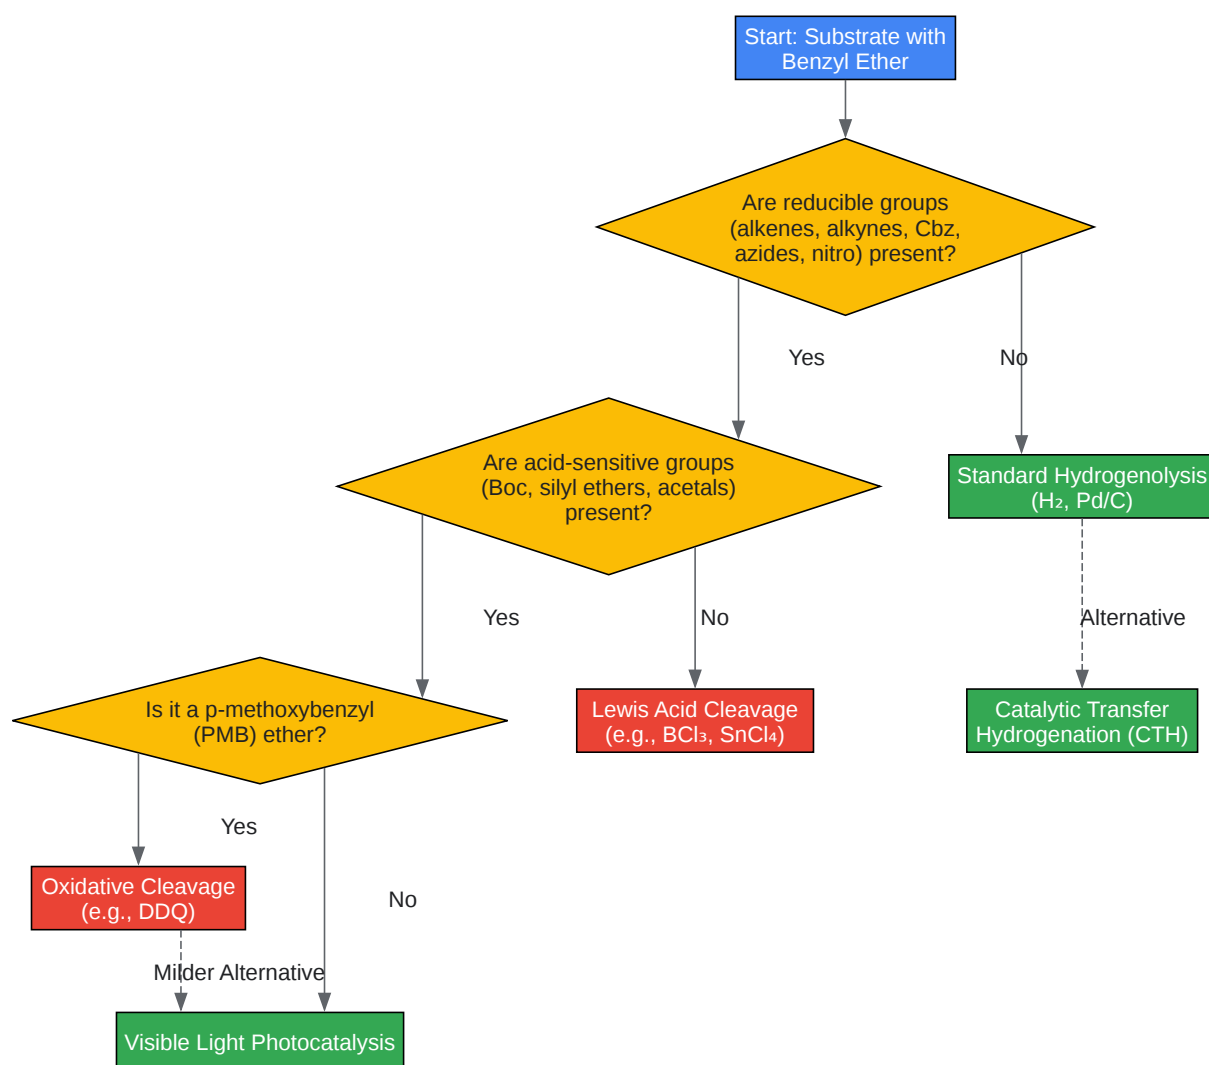 Start: Substrate with
Benzyl Ether
Are reducible groups
(alkenes, alkynes, Cbz,
azides, nitro) present?
Yes
No
Are acid-sensitive groups
(Boc, silyl ethers, acetals)
present?
Standard Hydrogenolysis
(H₂, Pd/C)
Yes
No
Alternative
Is it a p-methoxybenzyl
(PMB) ether?
Lewis Acid Cleavage
(e.g., BCl₃, SnCl₄)
Catalytic Transfer
Hydrogenation (CTH)
Yes
Oxidative Cleavage
(e.g., DDQ)
No
Milder Alternative
Visible Light Photocatalysis